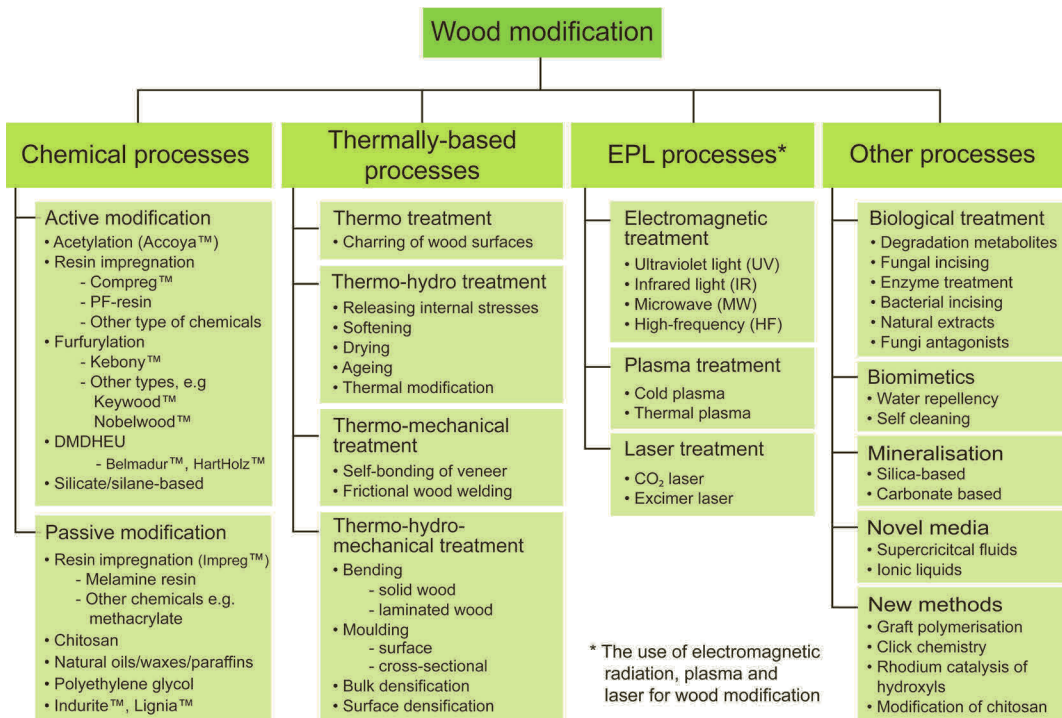 Wood modification
Chemical processes
Active modification
• Acetylation (Accoya™)
• Resin impregnation
- Compreg™
- PF-resin
- Other type of chemicals
• Furfurylation
- Kebony™
- Other types, e.g
Keywood™
Nobelwood™
• DMDHEU
- Belmadur™, HartHolz™
• Silicate/silane-based
Passive modification
• Resin impregnation (Impreg™)
- Melamine resin
- Other chemicals e.g.
methacrylate
• Chitosan
• Natural oils/waxes/paraffins
• Polyethylene glycol
• Indurite™, Lignia™
Thermally-based
processes
Thermo treatment
• Charring of wood surfaces
Thermo-hydro treatment
• Releasing internal stresses
• Softening
• Drying
• Ageing
• Thermal modification
Thermo-mechanical
treatment
• Self-bonding of veneer
• Frictional wood welding
Thermo-hydro-
mechanical treatment
• Bending
- solid wood
- laminated wood
• Moulding
- surface
- cross-sectional
• Bulk densification
• Surface densification
EPL processes*
Electromagnetic
treatment
• Ultraviolet light (UV)
• Infrared light (IR)
• Microwave (MW)
• High-frequency (HF)
Plasma treatment
• Cold plasma
• Thermal plasma
Laser treatment
• CO₂ laser
• Excimer laser
* The use of electromagnetic
radiation, plasma and
laser for wood modification
Other processes
Biological treatment
• Degradation metabolites
• Fungal incising
• Enzyme treatment
• Bacterial incising
• Natural extracts
• Fungi antagonists
Biomimetics
• Water repellency
• Self cleaning
Mineralisation
• Silica-based
• Carbonate based
Novel media
• Supercricitcal fluids
• Ionic liquids
New methods
• Graft polymerisation
• Click chemistry
• Rhodium catalysis of
hydroxyls
• Modification of chitosan